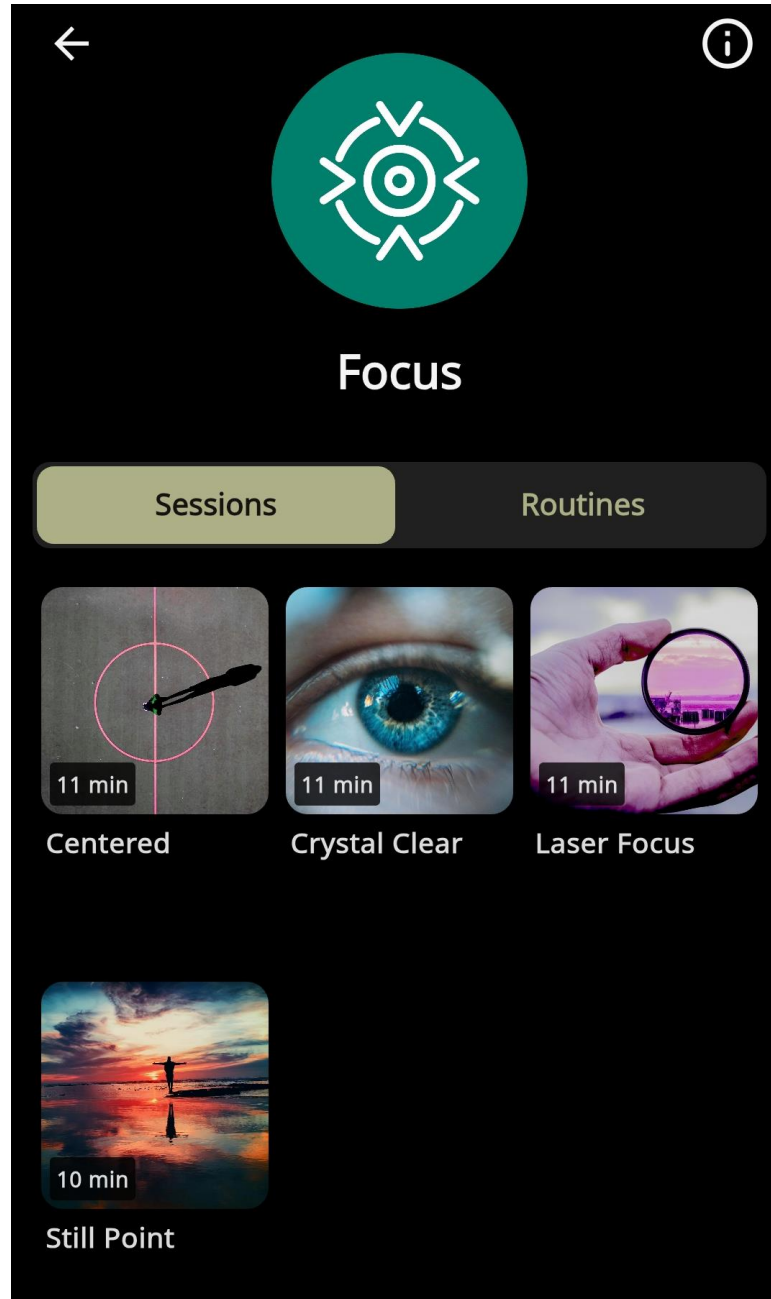 Focus
Sessions Routines
11 min 11 min 11 min
Centered Crystal Clear Laser Focus
10 min
Still Point